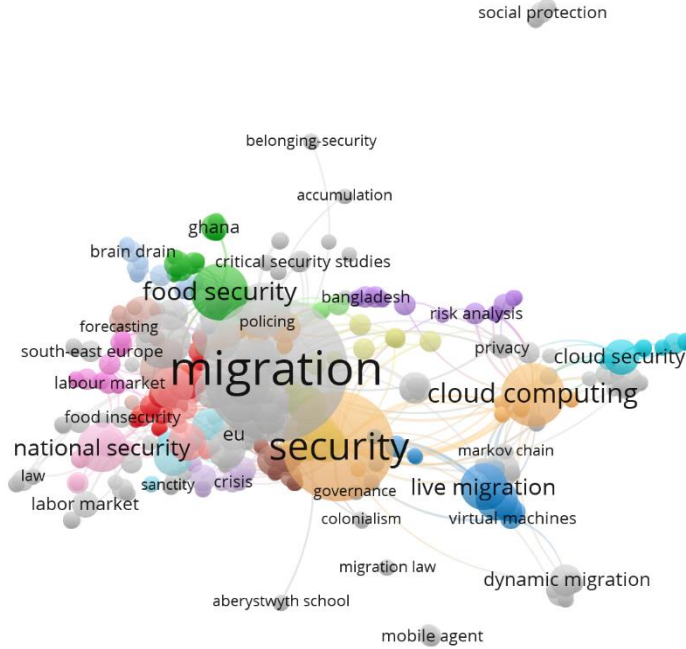 social protection
belonging-security
accumulation
ghana
brain drain
critical security studies
food security
bangladesh
risk analysis
forecasting
policing
south-east europe
privacy
cloud security
migration
labour market
cloud computing
food insecurity
eu
security
national security
markov chain
law
sanctity
crisis
governance
live migration
labor market
colonialism
virtual machines
migration law
dynamic migration
aberystwyth school
mobile agent